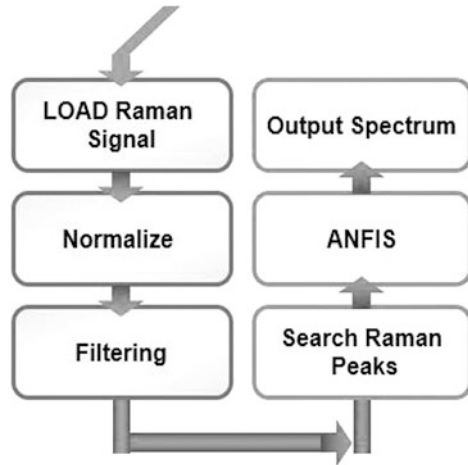 LOAD Raman
Signal
Normalize
Filtering
Search Raman
Peaks
ANFIS
Output Spectrum